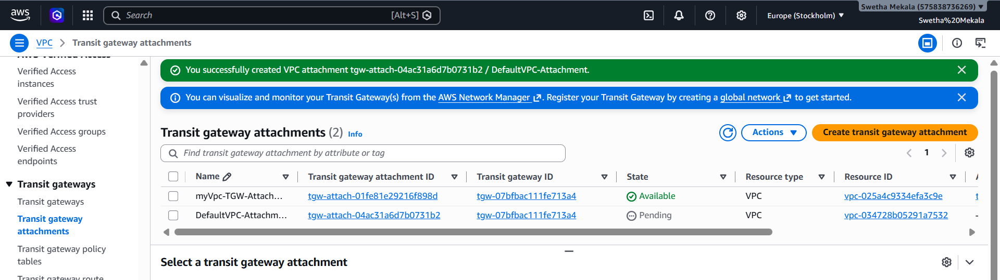 aws
Search [Alt+S]
Europe (Stockholm)
Swetha Mekala (575838736269)
Swetha%20Mekala
VPC
Transit gateway attachments
AWS Verified Access
Verified Access
instances
Verified Access trust
providers
Verified Access groups
Verified Access
endpoints
Transit gateways
Transit gateways
Transit gateway
attachments
Transit gateway policy
tables
Transit gateway route
You successfully created VPC attachment tgw-attach-04ac31a6d7b0731b2 / DefaultVPC-Attachment.
You can visualize and monitor your Transit Gateway(s) from the AWS Network Manager . Register your Transit Gateway by creating a global network to get started.
Transit gateway attachments (2) Info
Actions
Create transit gateway attachment
Find transit gateway attachment by attribute or tag
1
Name Transit gateway attachment ID Transit gateway ID State Resource type Resource ID
myVpc-TGW-Attach... tgw-attach-01fe81e29216f898d tgw-07bfbac111fe713a4 Available VPC vpc-025a4c9334efa3c9e
DefaultVPC-Attachm... tgw-attach-04ac31a6d7b0731b2 tgw-07bfbac111fe713a4 Pending VPC vpc-034728b05291a7532 -
Select a transit gateway attachment